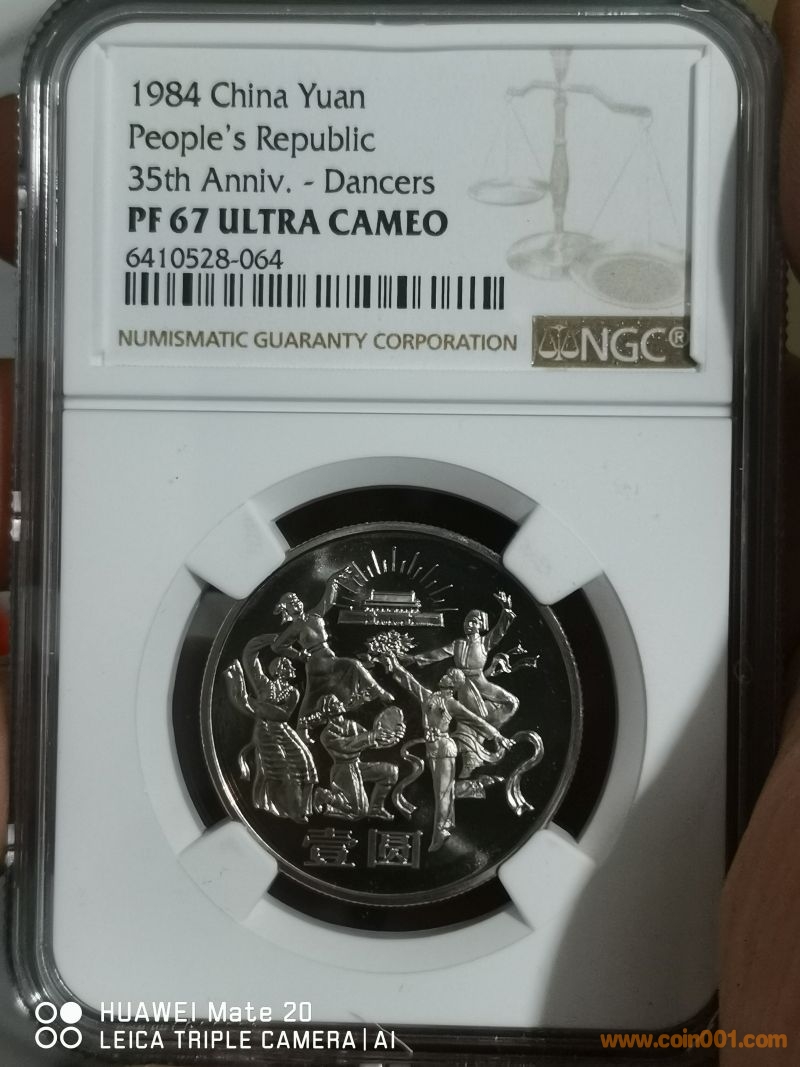 1984 China Yuan
People's Republic
35th Anniv. - Dancers
PF 67 ULTRA CAMEO
6410528-064
NUMISMATIC GUARANTY CORPORATION
NGC®
壹圆
HUAWEI Mate 20
LEICA TRIPLE CAMERA | AI
www.coin001.com